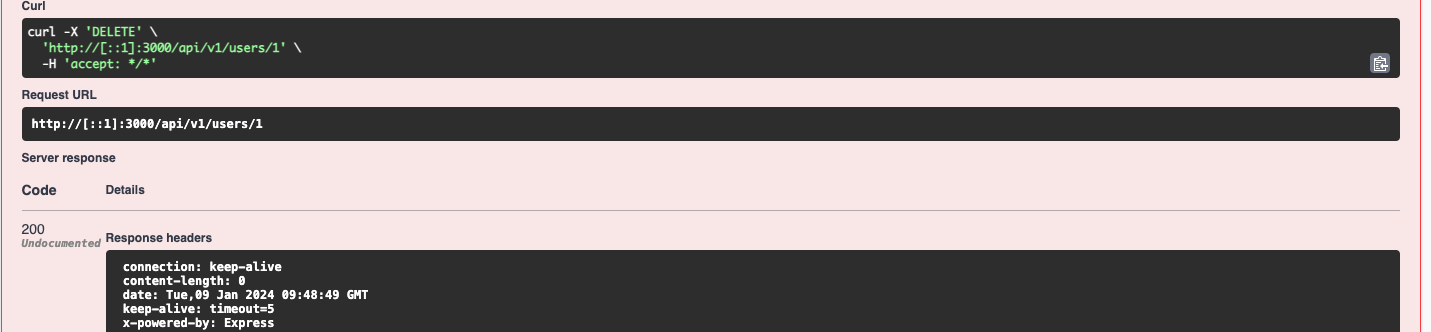 Curl
curl -X 'DELETE' \
'http://[::1]:3000/api/v1/users/1' \
-H 'accept: */*'
Request URL
http://[::1]:3000/api/v1/users/1
Server response
Code Details
200
Undocumented
Response headers
connection: keep-alive
content-length: 0
date: Tue,09 Jan 2024 09:48:49 GMT
keep-alive: timeout=5
x-powered-by: Express